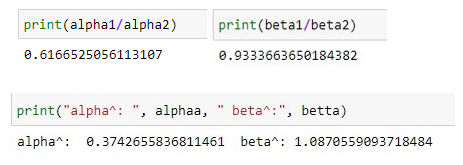 print(alpha1/alpha2)
0.6166525056113107
print(beta1/beta2)
0.9333663650184382
print("alpha^: ", alphaa, " beta^:", betta)
alpha^:  0.3742655836811461  beta^: 1.0870559093718484